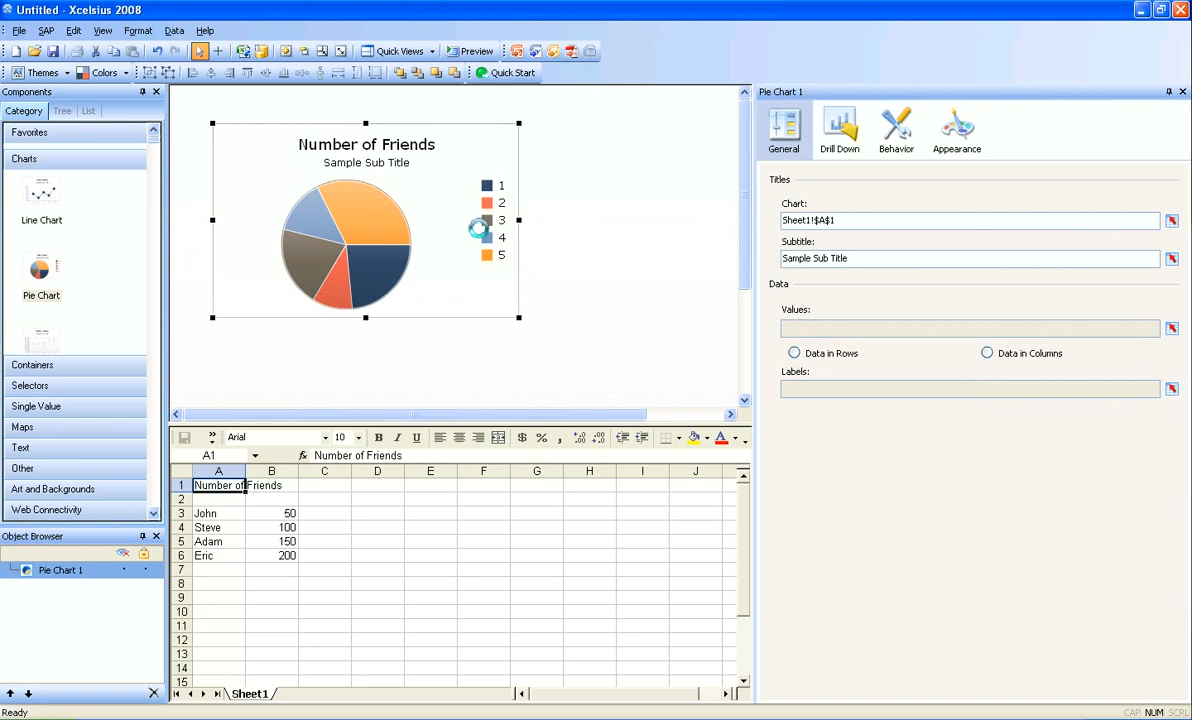 Untitled - Xcelsius 2008
File SAP Edit View Format Data Help
Quick Views Preview
Themes Colors Quick Start
Components
Category Tree List
Favorites
Charts
Line Chart
Pie Chart
Containers
Selectors
Single Value
Maps
Text
Other
Art and Backgrounds
Web Connectivity
Object Browser
Pie Chart 1
Number of Friends
Sample Sub Title
1
2
3
4
5
Arial 10 B I U $ % ,
A1 fx Number of Friends
A B C D E F G H I J
1 Number of Friends
2
3 John 50
4 Steve 100
5 Adam 150
6 Eric 200
7
8
9
10
11
12
13
14
15
Sheet1
Pie Chart 1
General Drill Down Behavior Appearance
Titles
Chart:
Sheet1!$A$1
Subtitle:
Sample Sub Title
Data
Values:
Data in Rows Data in Columns
Labels:
Ready CAP NUM SCRL